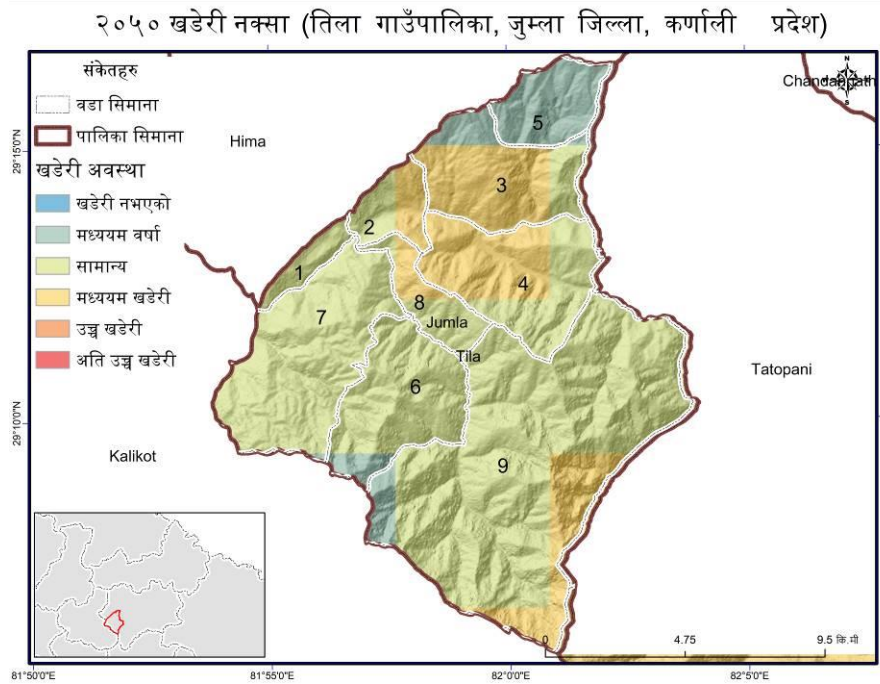 २०५० खडेरी नक्सा (तिला गाउँपालिका, जुम्ला जिल्ला, कर्णाली प्रदेश)
संकेतहरु
वडा सिमाना
पालिका सिमाना
खडेरी अवस्था
खडेरी नभएको
मध्ययम वर्षा
सामान्य
मध्ययम खडेरी
उच्च खडेरी
अति उच्च खडेरी
Hima
Chandannath
N
S
5
3
2
1
4
7
8
Jumla
Tila
6
9
Tatopani
Kalikot
0 4.75 9.5 कि.मी
29°15'0"N
29°10'0"N
81°50'0"E 81°55'0"E 82°0'0"E 82°5'0"E